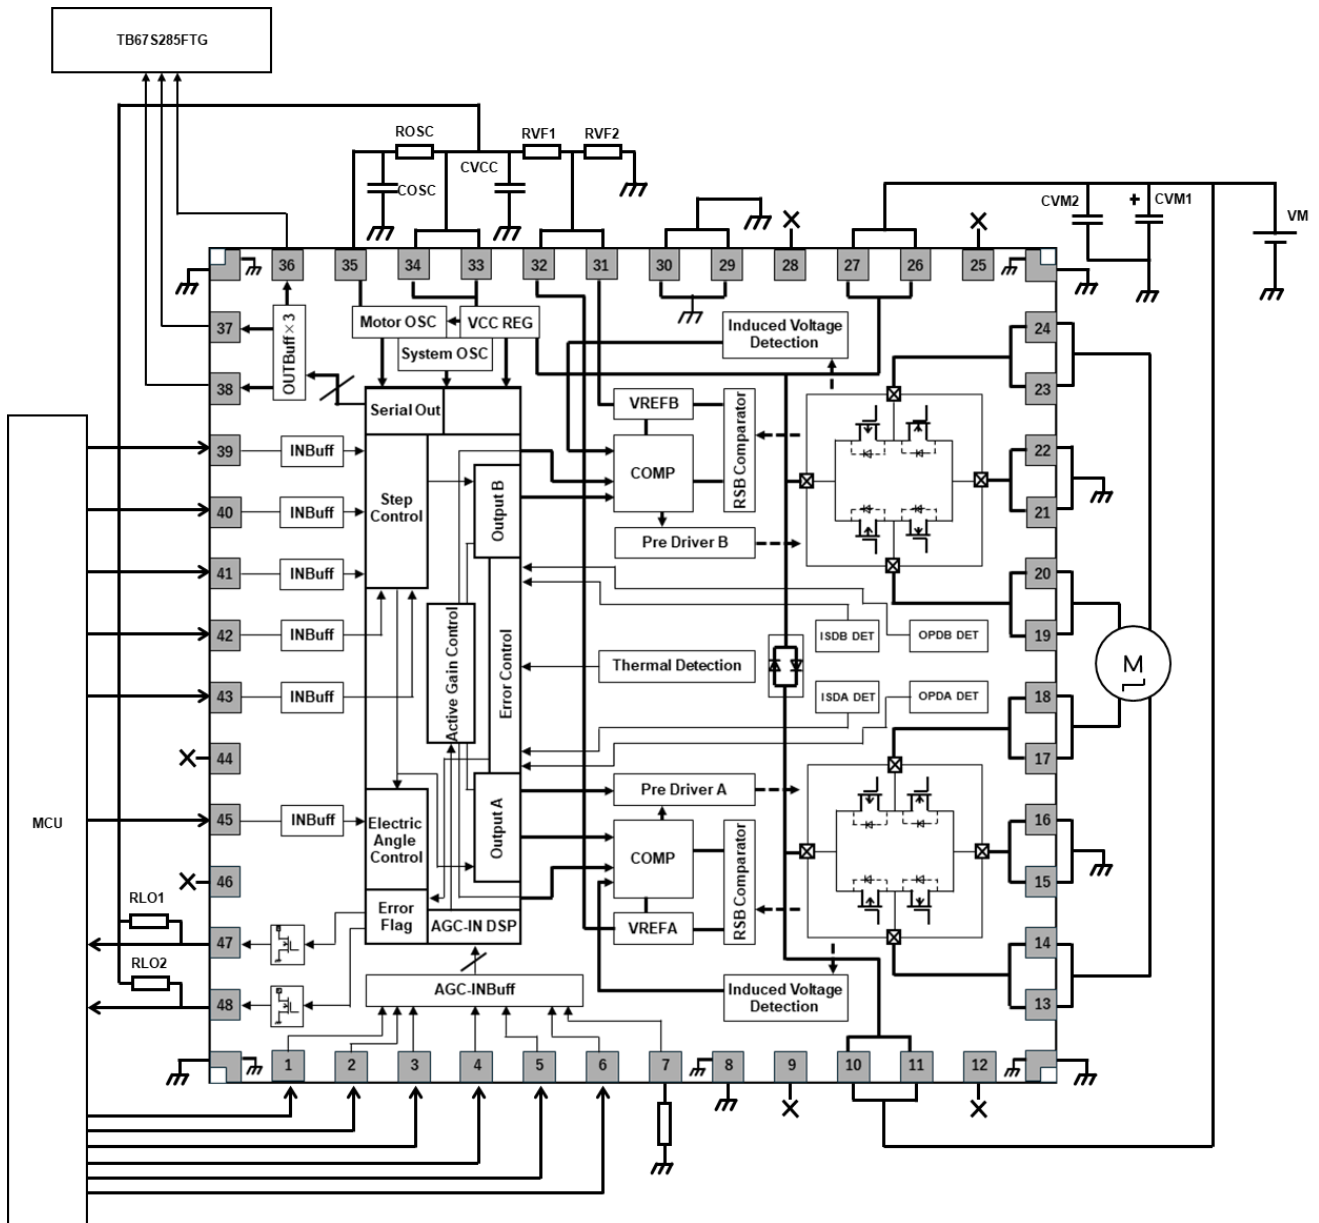 TB67S285FTG
ROSC
RVF1
RVF2
COSC
CVCC
CVM2
+
CVM1
VM
36
35
34
33
32
31
30
29
28
27
26
25
37
38
OUTBuff × 3
Motor OSC
VCC REG
System OSC
Induced Voltage
Detection
24
23
Serial Out
VREFB
COMP
RSB Comparator
Pre Driver B
MCU
39
INBuff
40
INBuff
41
INBuff
42
INBuff
43
INBuff
44
45
INBuff
46
47
48
Step
Control
Output B
Active Gain Control
Error Control
22
21
20
19
ISDB DET
OPDB DET
Thermal Detection
M
ISDA DET
OPDA DET
18
17
Pre Driver A
Output A
Electric
Angle
Control
COMP
RSB Comparator
VREFA
16
15
Error
Flag
AGC-IN DSP
RLO1
RLO2
14
13
AGC-INBuff
Induced Voltage
Detection
1
2
3
4
5
6
7
8
9
10
11
12